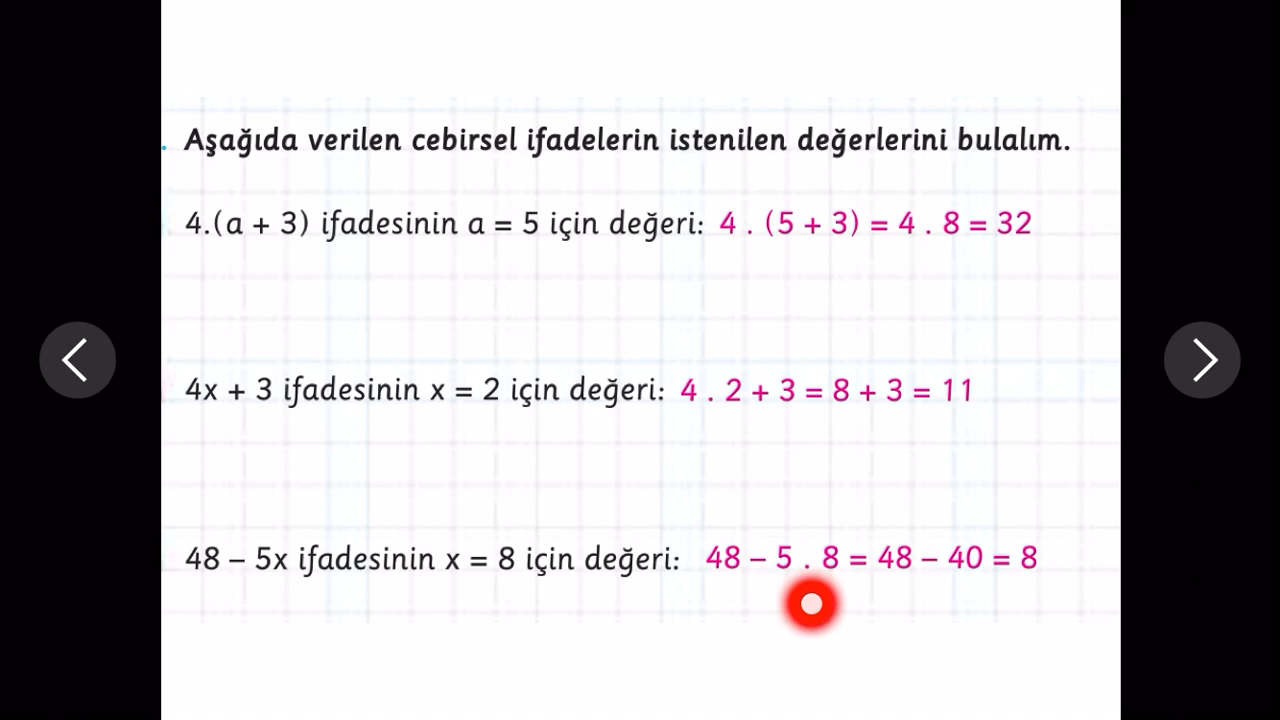 . Aşağıda verilen cebirsel ifadelerin istenilen değerlerini bulalım.
4.(a + 3) ifadesinin a = 5 için değeri: 4 . (5 + 3) = 4 . 8 = 32
4x + 3 ifadesinin x = 2 için değeri: 4 . 2 + 3 = 8 + 3 = 11
48 – 5x ifadesinin x = 8 için değeri: 48 – 5 . 8 = 48 – 40 = 8